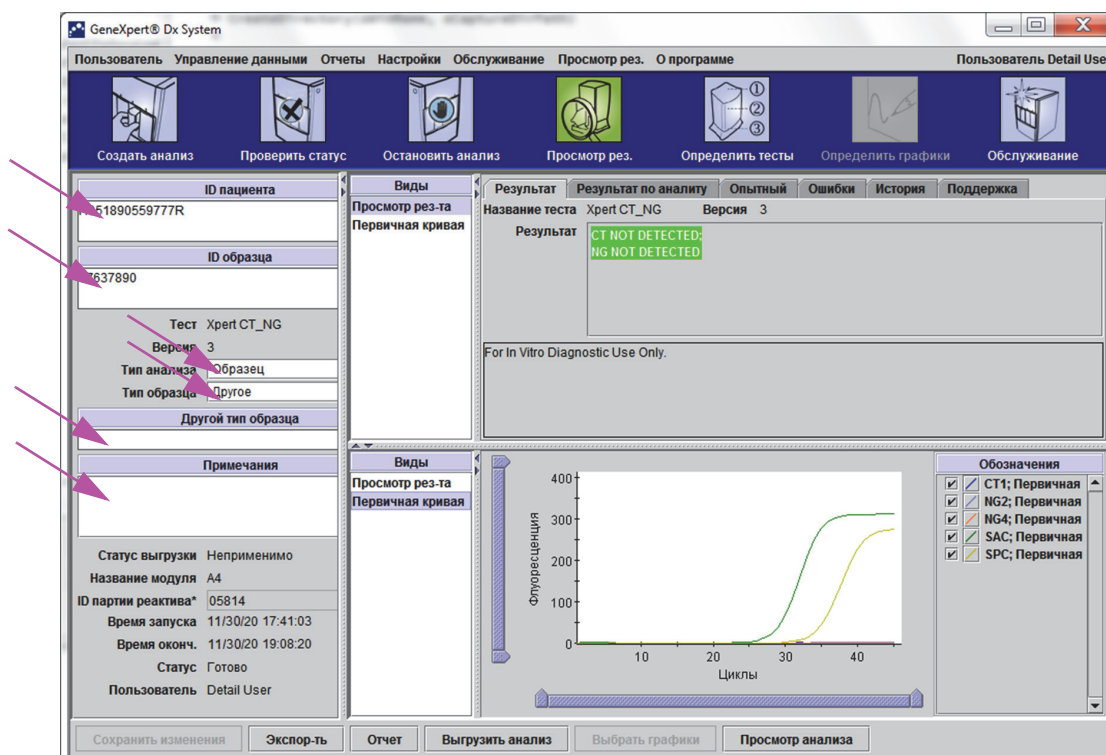 GeneXpert® Dx System
Пользователь Управление данными Отчеты Настройки Обслуживание Просмотр рез. О программе Пользователь Detail Use
Создать анализ Проверить статус Остановить анализ Просмотр рез. Определить тесты Определить графики Обслуживание
ID пациента
51890559777R
ID образца
7637890
Тест Xpert CT_NG
Версия 3
Тип анализа Образец
Тип образца Другое
Другой тип образца
Примечания
Статус выгрузки Неприменимо
Название модуля A4
ID партии реактива* 05814
Время запуска 11/30/20 17:41:03
Время оконч. 11/30/20 19:08:20
Статус Готово
Пользователь Detail User
Виды
Просмотр рез-та
Первичная кривая
Результат Результат по аналиту Опытный Ошибки История Поддержка
Название теста Xpert CT_NG Версия 3
Результат CT NOT DETECTED;
NG NOT DETECTED
For In Vitro Diagnostic Use Only.
Виды
Просмотр рез-та
Первичная кривая
Флуоресценция
400
300
200
100
0
10 20 30 40
Циклы
Обозначения
CT1; Первичная
NG2; Первичная
NG4; Первичная
SAC; Первичная
SPC; Первичная
Сохранить изменения Экспор-ть Отчет Выгрузить анализ Выбрать графики Просмотр анализа